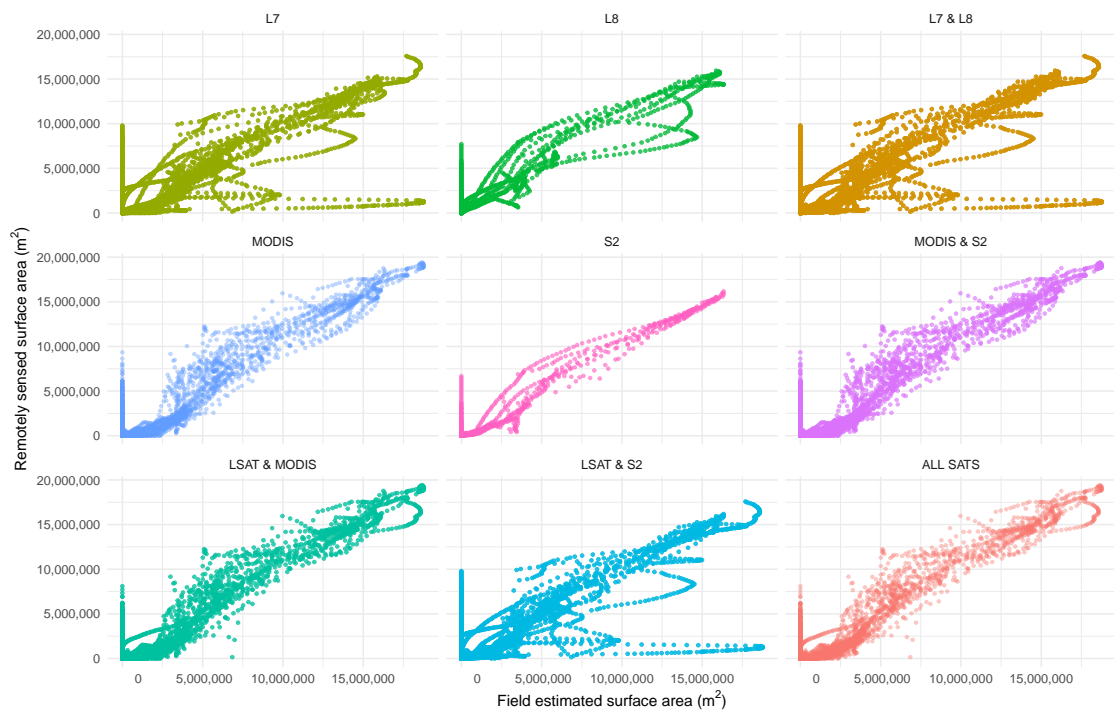 L7 L8 L7 & L8
20,000,000
15,000,000
10,000,000
5,000,000
0
MODIS S2 MODIS & S2
20,000,000
15,000,000
10,000,000
5,000,000
0
LSAT & MODIS LSAT & S2 ALL SATS
20,000,000
15,000,000
10,000,000
5,000,000
0
0 5,000,000 10,000,000 15,000,000 0 5,000,000 10,000,000 15,000,000 0 5,000,000 10,000,000 15,000,000
Field estimated surface area (m²)
Remotely sensed surface area (m²)